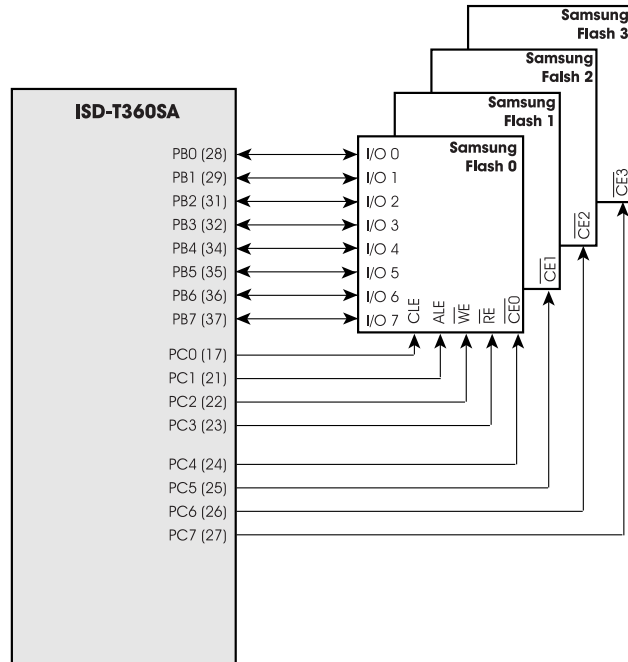 Samsung
Flash 3
Samsung
Falsh 2
Samsung
Flash 1
Samsung
Flash 0
ISD-T360SA
PB0 (28)
PB1 (29)
PB2 (31)
PB3 (32)
PB4 (34)
PB5 (35)
PB6 (36)
PB7 (37)
PC0 (17)
PC1 (21)
PC2 (22)
PC3 (23)
PC4 (24)
PC5 (25)
PC6 (26)
PC7 (27)
I/O 0
I/O 1
I/O 2
I/O 3
I/O 4
I/O 5
I/O 6
I/O 7
CLE
ALE
WE
RE
CE0
CE1
CE2
CE3